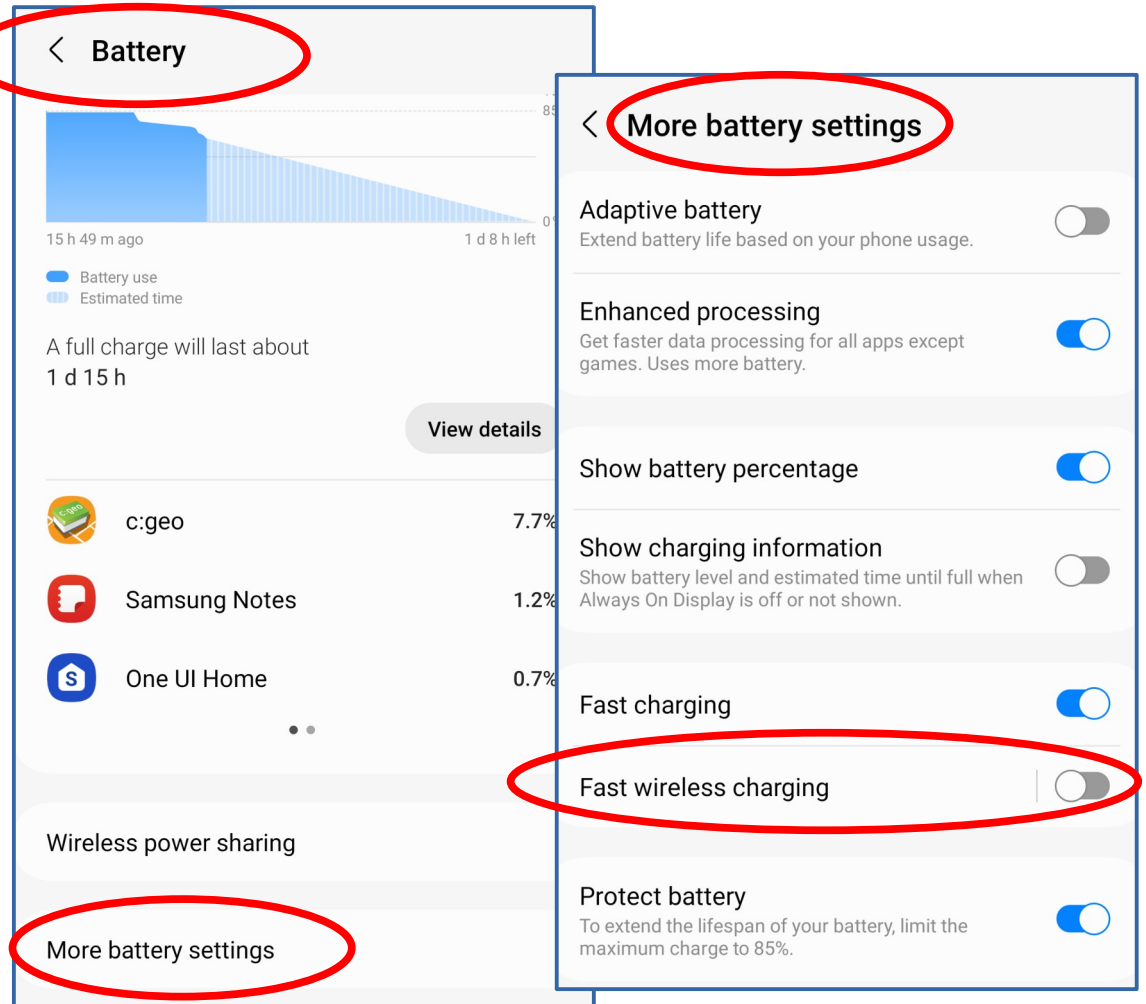 Battery
85
0%
15 h 49 m ago
1 d 8 h left
Battery use
Estimated time
A full charge will last about
1 d 15 h
View details
c:geo
7.7%
Samsung Notes
1.2%
One UI Home
0.7%
Wireless power sharing
More battery settings
More battery settings
Adaptive battery
Extend battery life based on your phone usage.
Enhanced processing
Get faster data processing for all apps except
games. Uses more battery.
Show battery percentage
Show charging information
Show battery level and estimated time until full when
Always On Display is off or not shown.
Fast charging
Fast wireless charging
Protect battery
To extend the lifespan of your battery, limit the
maximum charge to 85%.